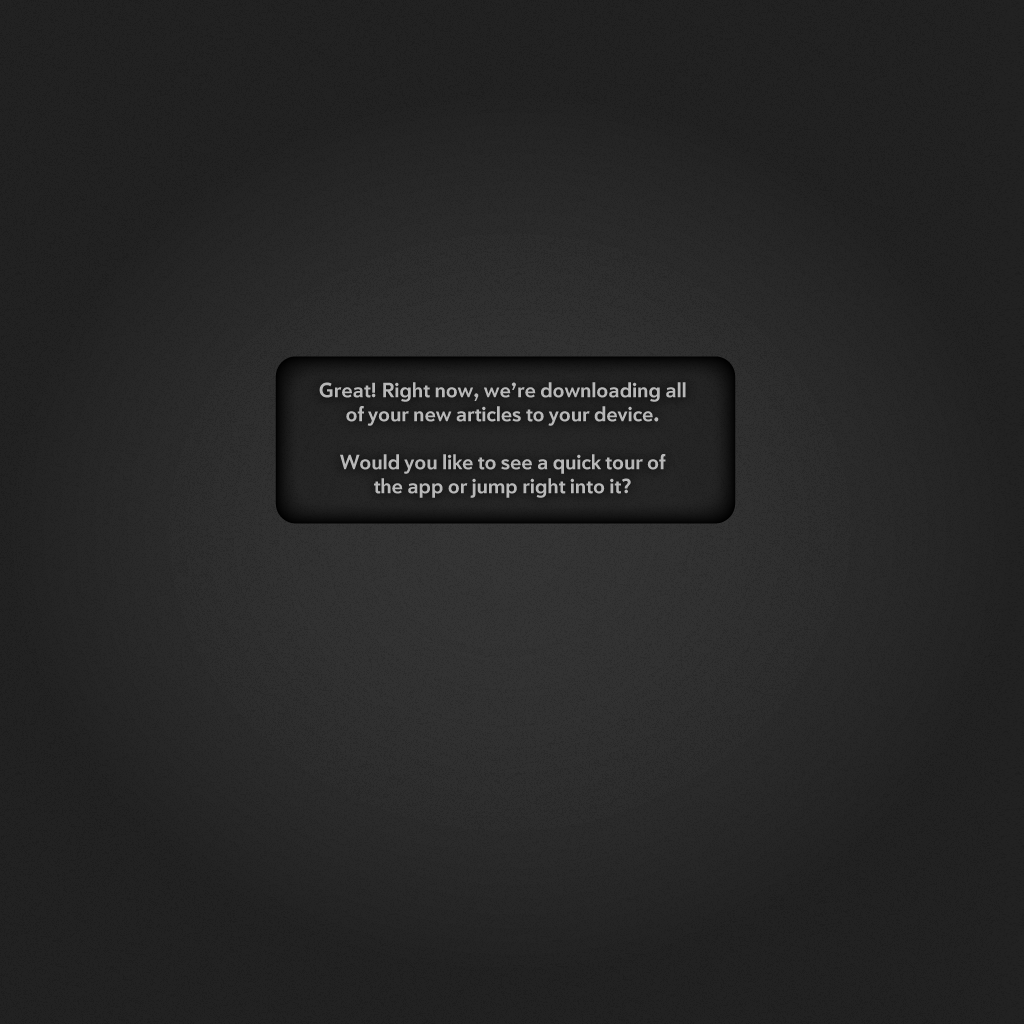 Great! Right now, we’re downloading all
of your new articles to your device.
Would you like to see a quick tour of
the app or jump right into it?